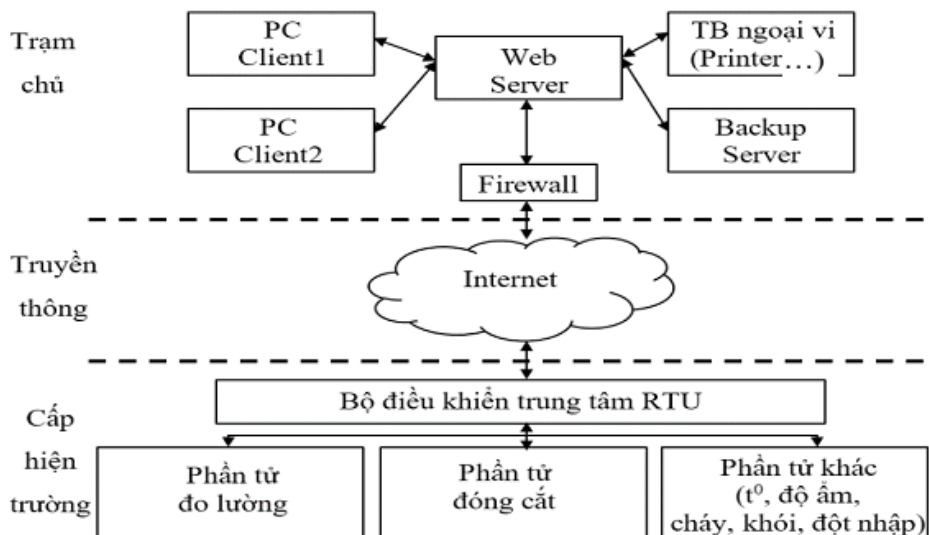 Trạm
chủ
PC
Client1
PC
Client2
Web
Server
TB ngoại vi
(Printer…)
Backup
Server
Firewall
Truyền
thông
Internet
Cấp
hiện
trường
Bộ điều khiển trung tâm RTU
Phần tử
đo lường
Phần tử
đóng cắt
Phần tử khác
(t⁰, độ ẩm,
cháy, khói, đột nhập)